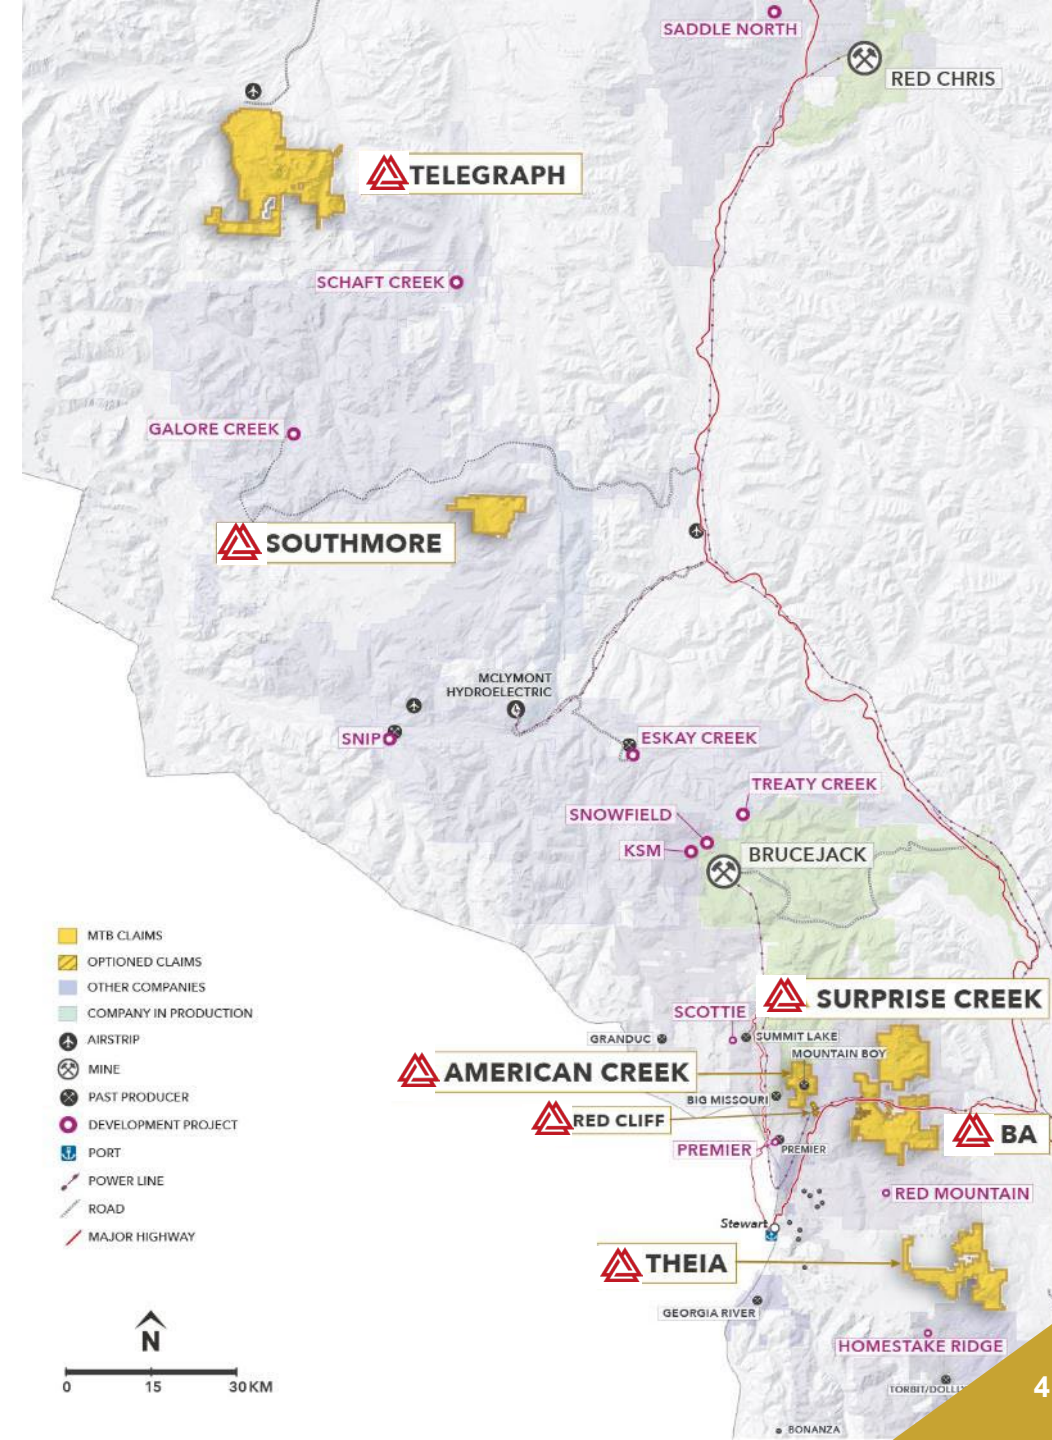 SADDLE NORTH
RED CHRIS
TELEGRAPH
SCHAFT CREEK
GALORE CREEK
SOUTHMORE
MCLYMONT
HYDROELECTRIC
SNIP
ESKAY CREEK
TREATY CREEK
SNOWFIELD
KSM
BRUCEJACK
MTB CLAIMS
OPTIONED CLAIMS
OTHER COMPANIES
COMPANY IN PRODUCTION
AIRSTRIP
MINE
PAST PRODUCER
DEVELOPMENT PROJECT
PORT
POWER LINE
ROAD
MAJOR HIGHWAY
SURPRISE CREEK
SCOTTIE
GRANDUC
SUMMIT LAKE
MOUNTAIN BOY
AMERICAN CREEK
BIG MISSOURI
RED CLIFF
BA
PREMIER
PREMIER
RED MOUNTAIN
Stewart
THEIA
GEORGIA RIVER
HOMESTAKE RIDGE
TORBIT/DOLLY
BONANZA
N
0 15 30 KM
4